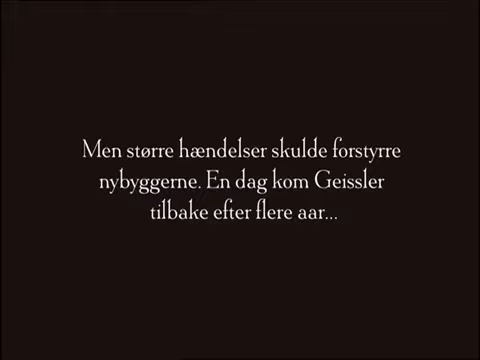 Men større hændelser skulde forstyrre
nybyggerne. En dag kom Geissler
tilbake efter flere aar...